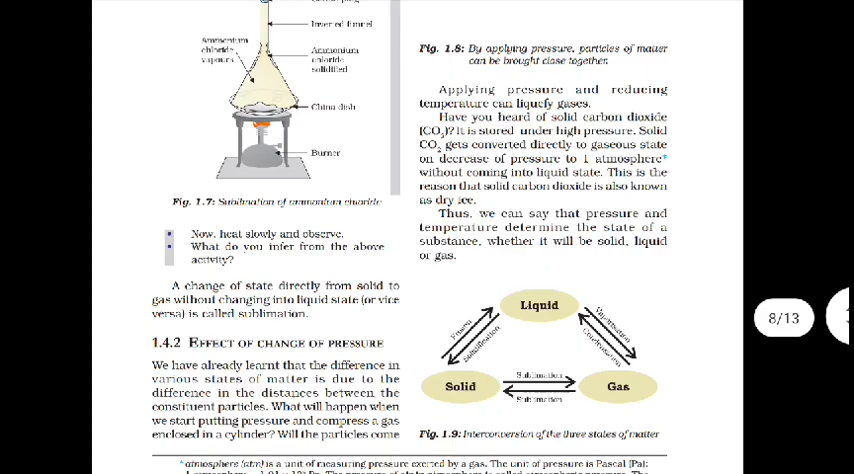 Inverted funnel
Ammonium
chloride
vapours
Ammonium
chloride
solidified
China dish
Burner
Fig. 1.7: Sublimation of ammonium chloride
• Now, heat slowly and observe.
• What do you infer from the above
activity?
A change of state directly from solid to
gas without changing into liquid state (or vice
versa) is called sublimation.
1.4.2 EFFECT OF CHANGE OF PRESSURE
We have already learnt that the difference in
various states of matter is due to the
difference in the distances between the
constituent particles. What will happen when
we start putting pressure and compress a gas
enclosed in a cylinder? Will the particles come
Fig. 1.8: By applying pressure, particles of matter
can be brought close together.
Applying pressure and reducing
temperature can liquefy gases.
Have you heard of solid carbon dioxide
(CO₂)? It is stored under high pressure. Solid
CO₂ gets converted directly to gaseous state
on decrease of pressure to 1 atmosphere*
without coming into liquid state. This is the
reason that solid carbon dioxide is also known
as dry ice.
Thus, we can say that pressure and
temperature determine the state of a
substance, whether it will be solid, liquid
or gas.
Liquid
Fusion
Solidification
Vaporisation
Condensation
Solid
Sublimation
Sublimation
Gas
Fig. 1.9: Interconversion of the three states of matter
* atmosphere (atm) is a unit of measuring pressure exerted by a gas. The unit of pressure is Pascal (Pa):
8/13